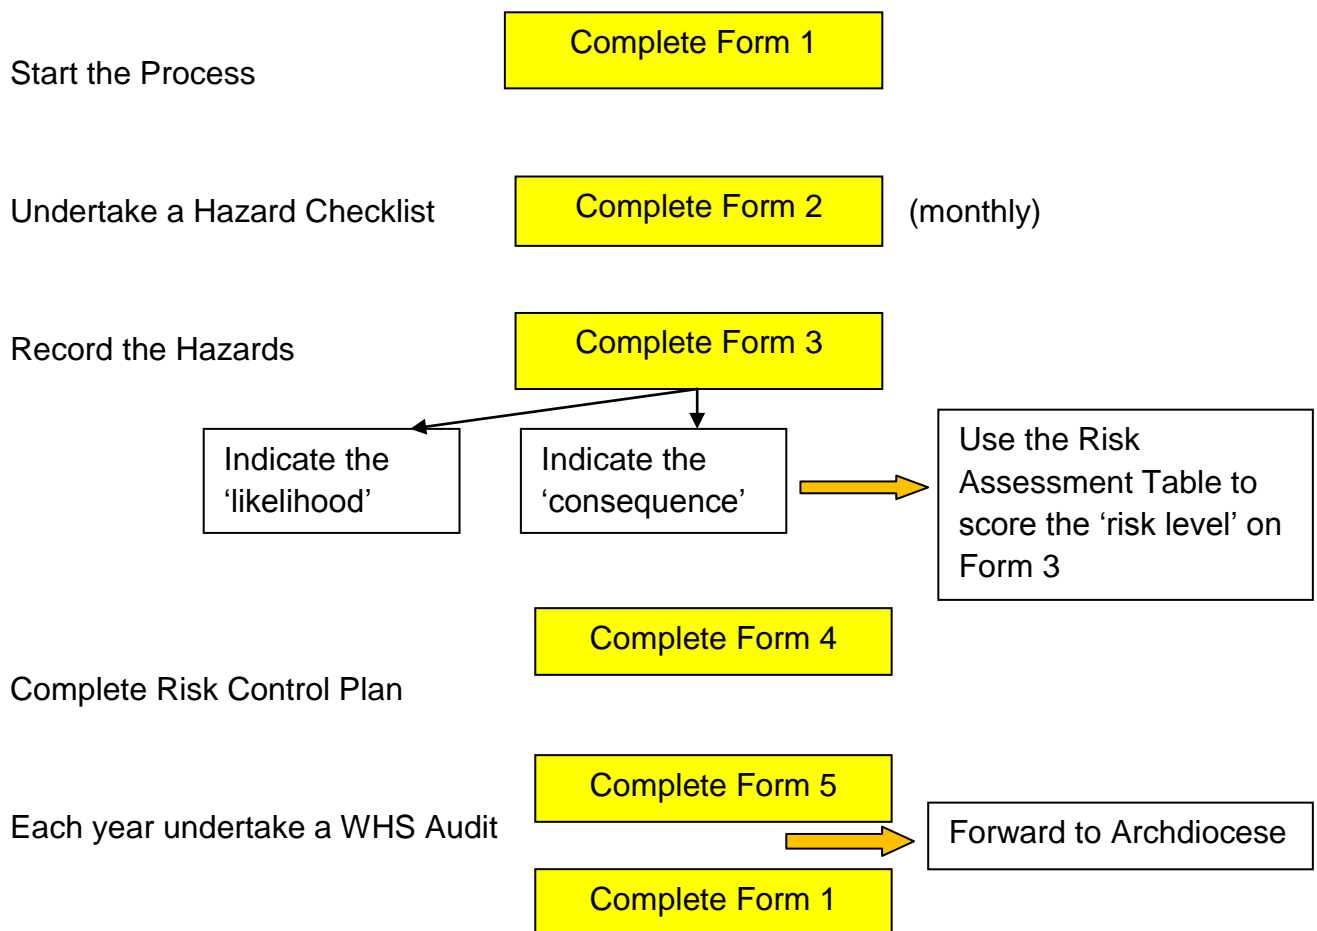 Complete Form 1
Start the Process
Undertake a Hazard Checklist
Complete Form 2
(monthly)
Record the Hazards
Complete Form 3
Indicate the
‘likelihood’
Indicate the
‘consequence’
Use the Risk
Assessment Table to
score the ‘risk level’ on
Form 3
Complete Form 4
Complete Risk Control Plan
Complete Form 5
Each year undertake a WHS Audit
Forward to Archdiocese
Complete Form 1